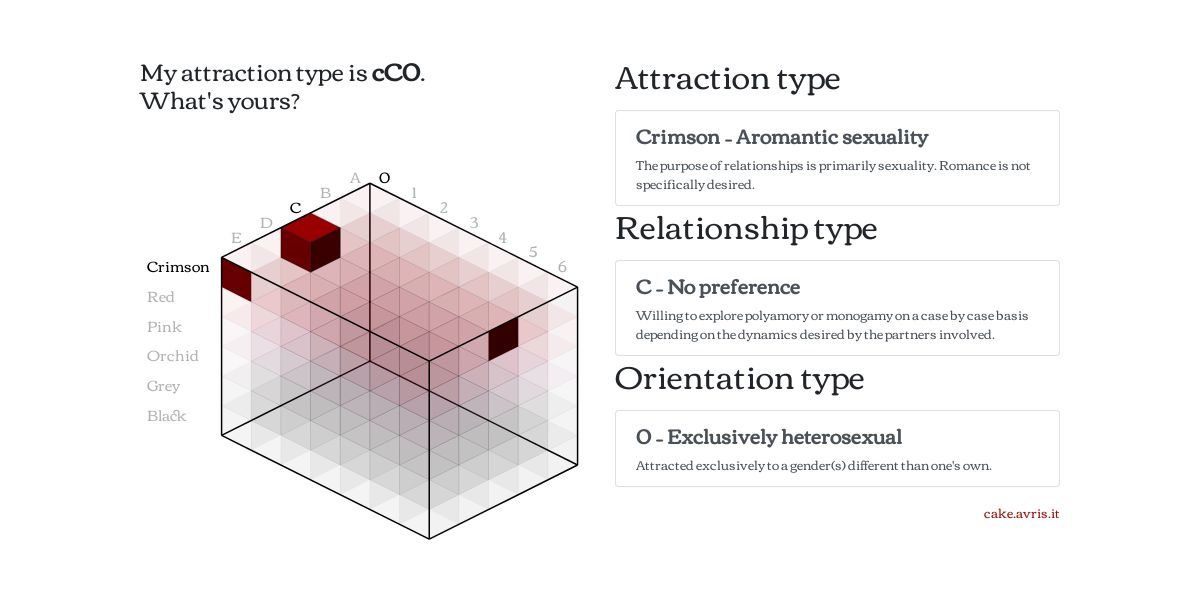 My attraction type is cC0.
What's yours?
A
0
B
1
C
2
D
3
E
4
5
6
Crimson
Red
Pink
Orchid
Grey
Black
Attraction type
Crimson – Aromantic sexuality
The purpose of relationships is primarily sexuality. Romance is not
specifically desired.
Relationship type
C – No preference
Willing to explore polyamory or monogamy on a case by case basis
depending on the dynamics desired by the partners involved.
Orientation type
0 – Exclusively heterosexual
Attracted exclusively to a gender(s) different than one's own.
cake.avris.it